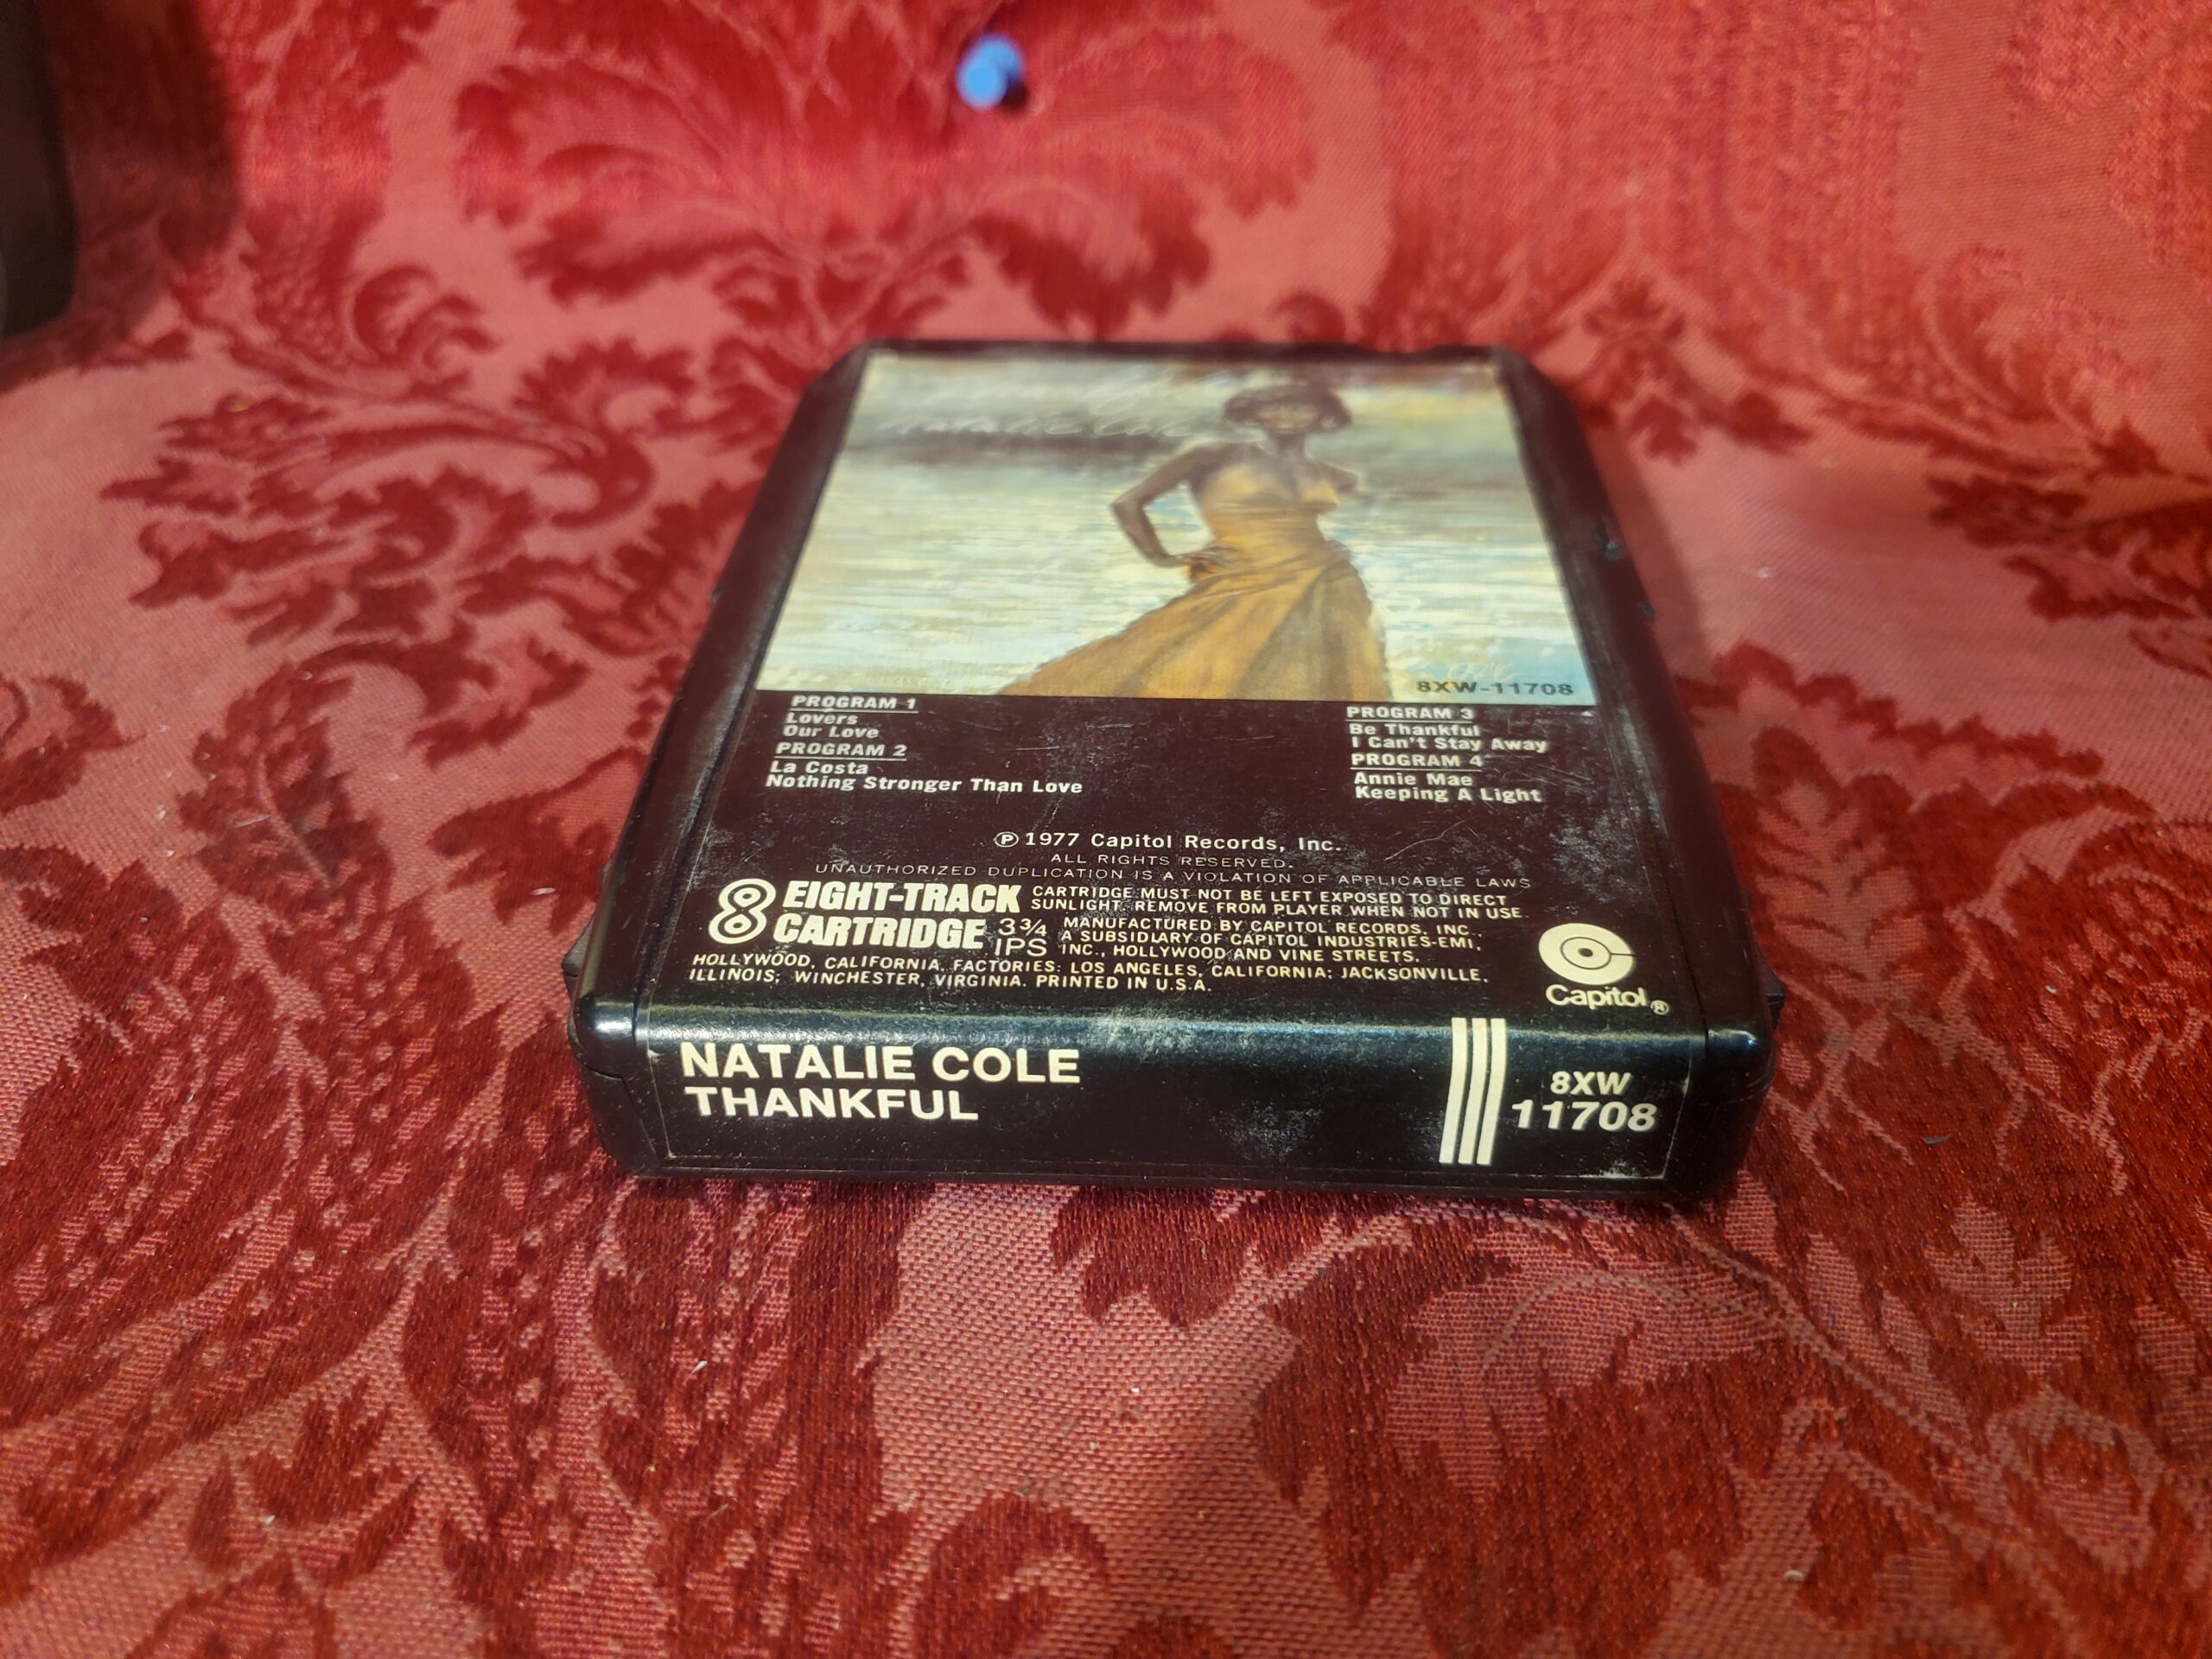 Natalie Cole
8XW-11708
PROGRAM 1
Lovers
Our Love
PROGRAM 2
La Costa
Nothing Stronger Than Love
PROGRAM 3
Be Thankful
I Can't Stay Away
PROGRAM 4
Annie Mae
Keeping A Light
Ⓟ 1977 Capitol Records, Inc.
ALL RIGHTS RESERVED.
UNAUTHORIZED DUPLICATION IS A VIOLATION OF APPLICABLE LAWS
8 EIGHT-TRACK
CARTRIDGE 3 3/4
IPS
CARTRIDGE MUST NOT BE LEFT EXPOSED TO DIRECT
SUNLIGHT. REMOVE FROM PLAYER WHEN NOT IN USE.
MANUFACTURED BY CAPITOL RECORDS, INC.,
A SUBSIDIARY OF CAPITOL INDUSTRIES-EMI,
INC., HOLLYWOOD AND VINE STREETS,
HOLLYWOOD, CALIFORNIA. FACTORIES: LOS ANGELES, CALIFORNIA; JACKSONVILLE,
ILLINOIS; WINCHESTER, VIRGINIA. PRINTED IN U.S.A.
Capitol®
NATALIE COLE
THANKFUL
8XW
11708